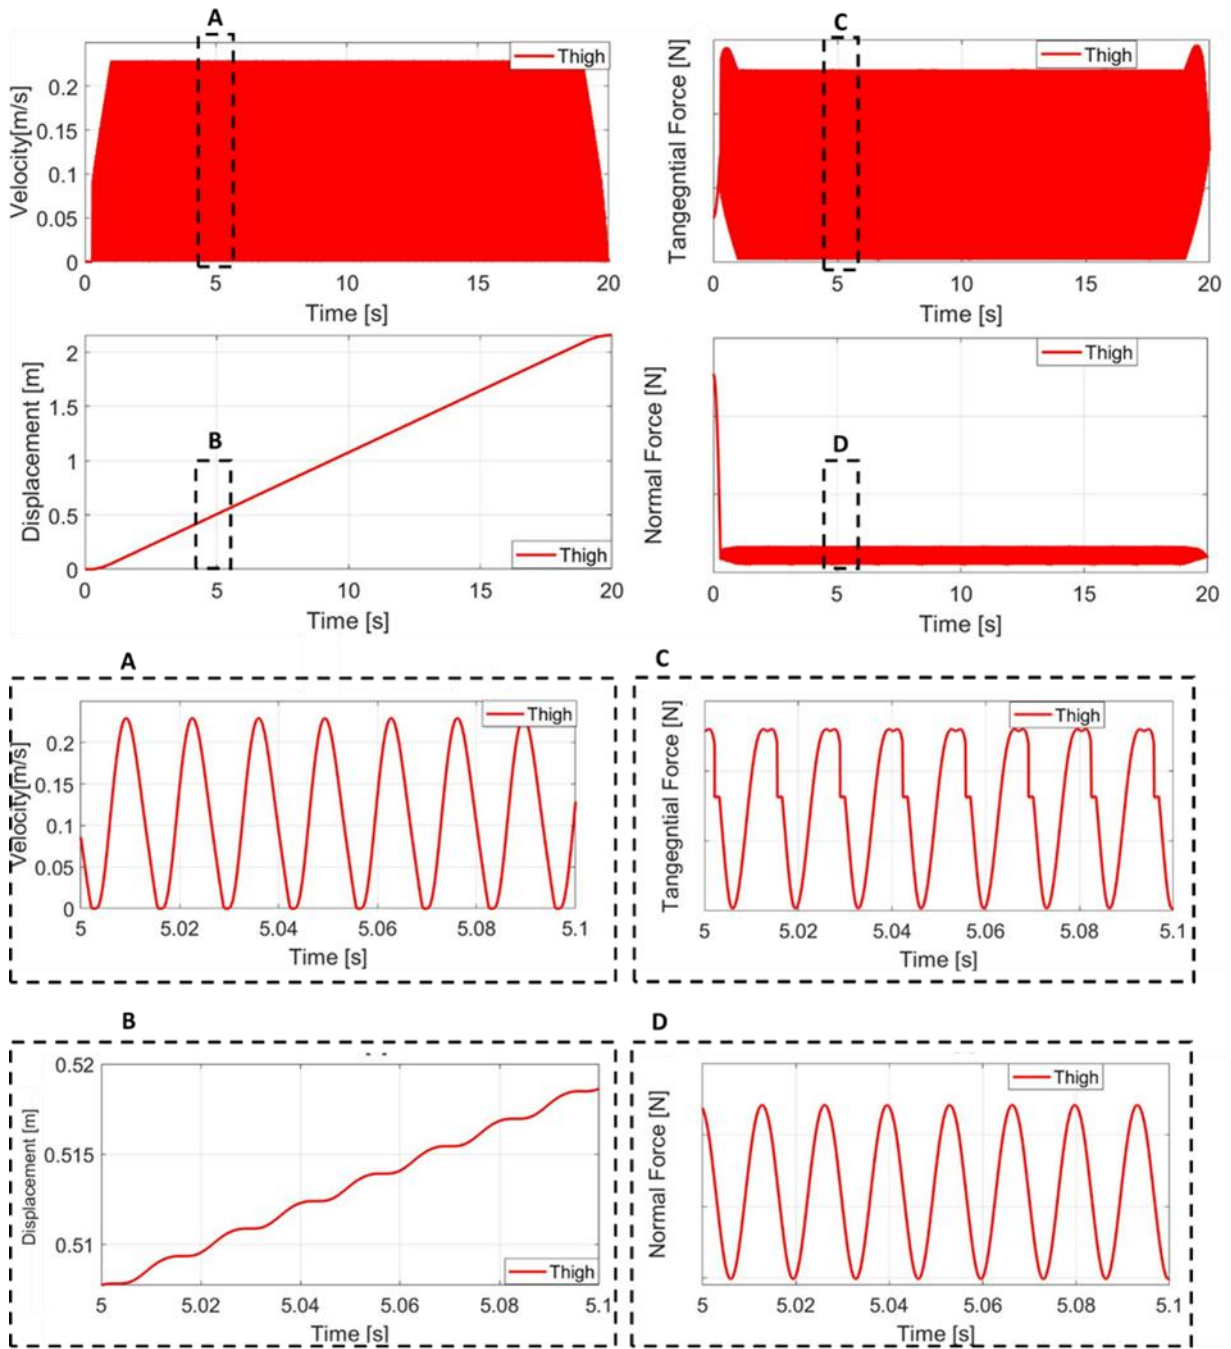 A
Velocity[m/s]
Thigh
0.2
0.15
0.1
0.05
0
0 5 10 15 20
Time [s]
C
Tangegntial Force [N]
Thigh
0 5 10 15 20
Time [s]
Displacement [m]
2
1.5
1
0.5
0
B
Thigh
0 5 10 15 20
Time [s]
Normal Force [N]
Thigh
D
0 5 10 15 20
Time [s]
A
Velocity[m/s]
Thigh
0.2
0.15
0.1
0.05
0
5 5.02 5.04 5.06 5.08 5.1
Time [s]
C
Tangegntial Force [N]
Thigh
5 5.02 5.04 5.06 5.08 5.1
Time [s]
B
Displacement [m]
0.52
0.515
0.51
Thigh
5 5.02 5.04 5.06 5.08 5.1
Time [s]
D
Normal Force [N]
Thigh
5 5.02 5.04 5.06 5.08 5.1
Time [s]